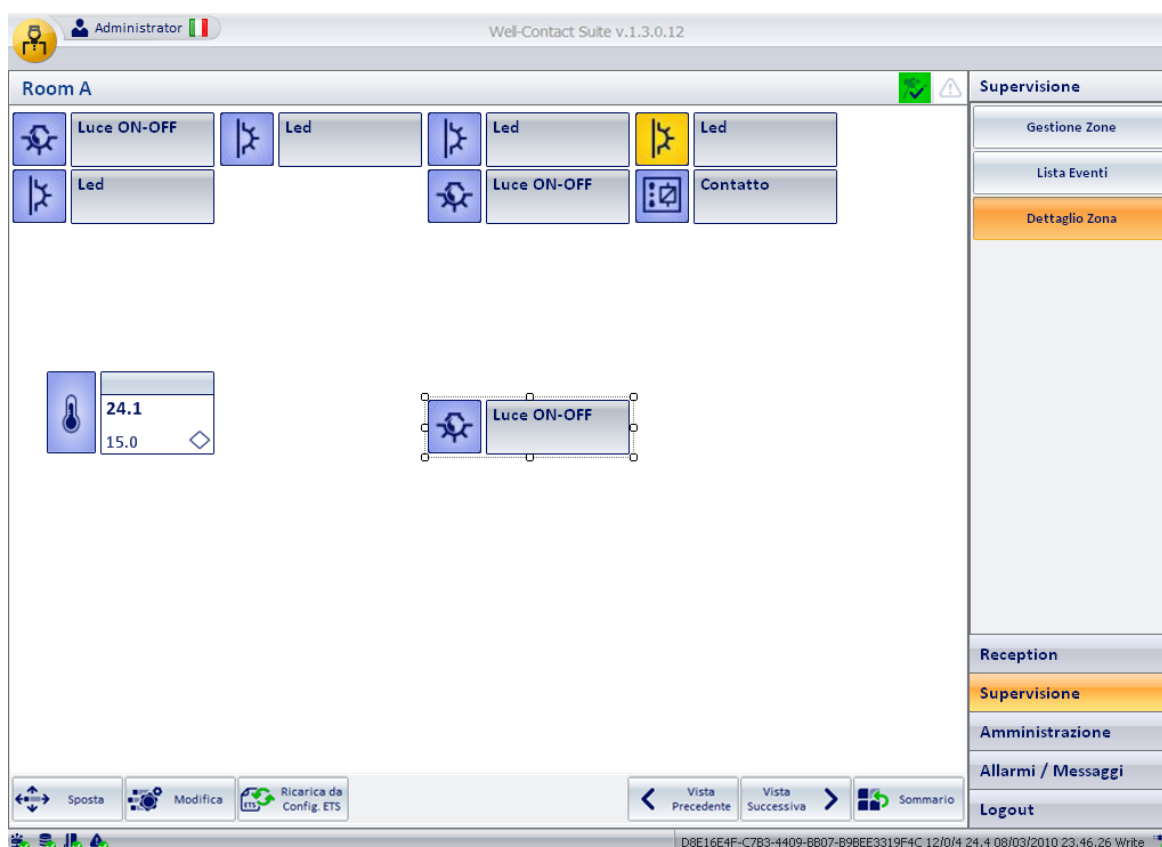 Administrator
Well-Contact Suite v.1.3.0.12
Room A
Supervisione
Luce ON-OFF
Led
Led
Led
Gestione Zone
Led
Luce ON-OFF
Contatto
Lista Eventi
Dettaglio Zona
24.1
15.0
Luce ON-OFF
Reception
Supervisione
Amministrazione
Allarmi / Messaggi
Logout
Sposta
Modifica
Ricarica da
Config. ETS
Vista
Precedente
Vista
Successiva
Sommario
D8E16E4F-C7B3-4409-BB07-B9BEE3319F4C 12/0/4 24.4 08/03/2010 23.46.26 Write